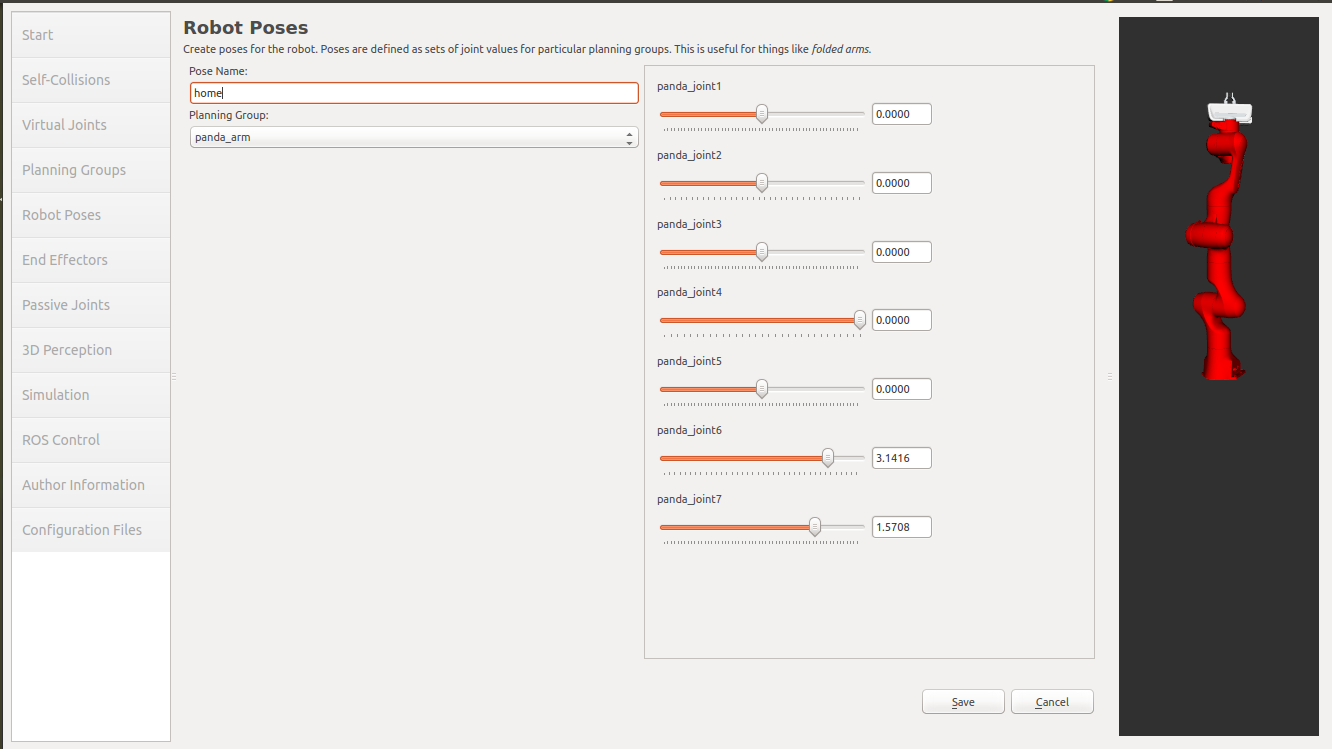 Start
Self-Collisions
Virtual Joints
Planning Groups
Robot Poses
End Effectors
Passive Joints
3D Perception
Simulation
ROS Control
Author Information
Configuration Files
Robot Poses
Create poses for the robot. Poses are defined as sets of joint values for particular planning groups. This is useful for things like folded arms.
Pose Name:
home
Planning Group:
panda_arm
panda_joint1
0.0000
panda_joint2
0.0000
panda_joint3
0.0000
panda_joint4
0.0000
panda_joint5
0.0000
panda_joint6
3.1416
panda_joint7
1.5708
Save
Cancel